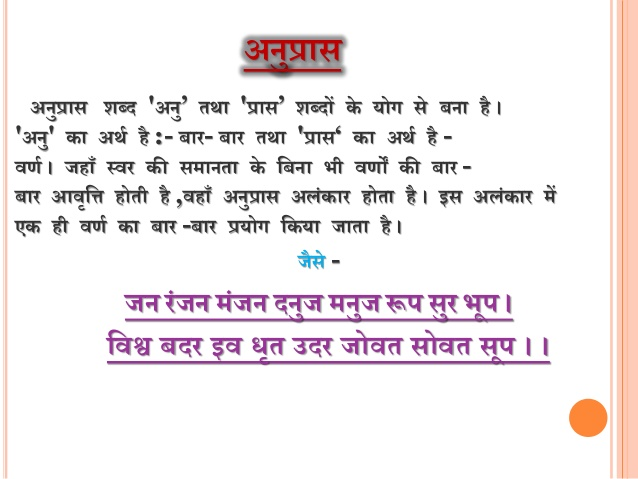 अनुप्रास
अनुप्रास शब्द 'अनु’ तथा 'प्रास’ शब्दों के योग से बना है।
'अनु' का अर्थ है :- बार- बार तथा 'प्रास‘ का अर्थ है -
वर्ण। जहाँ स्वर की समानता के बिना भी वर्णों की बार -
बार आवृत्ति होती है ,वहाँ अनुप्रास अलंकार होता है। इस अलंकार में
एक ही वर्ण का बार -बार प्रयोग किया जाता है।
जैसे -
जन रंजन मंजन दनुज मनुज रूप सुर भूप।
विश्व बदर इव धृत उदर जोवत सोवत सूप ।।